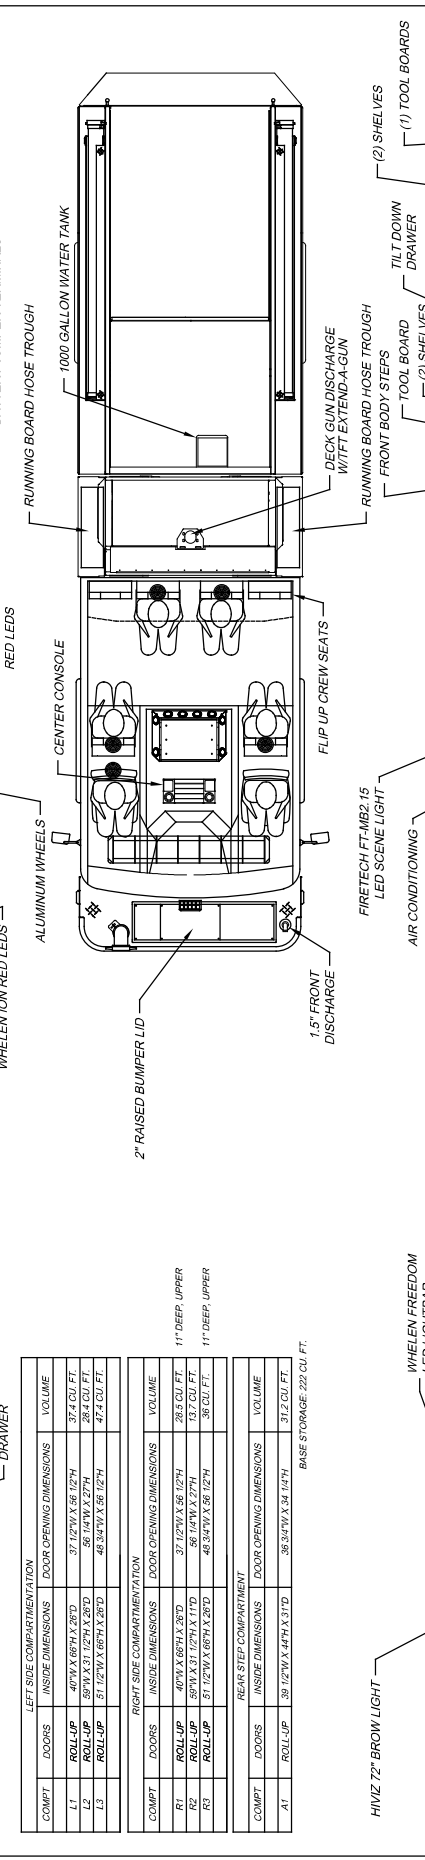 (2) SHELVES
(1) TOOL BOARDS
TILT DOWN
DRAWER
TOOL BOARD
(2) SHELVES
1000 GALLON WATER TANK
RUNNING BOARD HOSE TROUGH
DECK GUN DISCHARGE
W/TFT EXTEND-A-GUN
RUNNING BOARD HOSE TROUGH
FRONT BODY STEPS
RED LEDS
CENTER CONSOLE
FLIP UP CREW SEATS
ALUMINUM WHEELS
FIRETECH FT-MB2.15
LED SCENE LIGHT
AIR CONDITIONING
WHELEN ION RED LEDS
2" RAISED BUMPER LID
1.5" FRONT
DISCHARGE
DRAWER
WHELEN FREEDOM
HIVIZ 72" BROW LIGHT
LEFT SIDE COMPARTMENTATION
COMPT DOORS INSIDE DIMENSIONS DOOR OPENING DIMENSIONS VOLUME
L1 ROLL-UP 40"W X 66"H X 26"D 37 1/2"W X 56 1/2"H 37.4 CU. FT.
L2 ROLL-UP 59"W X 31 1/2"H X 26"D 56 1/4"W X 27"H 28.4 CU. FT.
L3 ROLL-UP 51 1/2"W X 66"H X 26"D 48 3/4"W X 56 1/2"H 47.4 CU. FT.
RIGHT SIDE COMPARTMENTATION
COMPT DOORS INSIDE DIMENSIONS DOOR OPENING DIMENSIONS VOLUME
R1 ROLL-UP 40"W X 66"H X 26"D 37 1/2"W X 56 1/2"H 28.5 CU. FT. 11" DEEP, UPPER
R2 ROLL-UP 59"W X 31 1/2"H X 11"D 56 1/4"W X 27"H 13.7 CU. FT.
R3 ROLL-UP 51 1/2"W X 66"H X 26"D 48 3/4"W X 56 1/2"H 36 CU. FT. 11" DEEP, UPPER
REAR STEP COMPARTMENT
COMPT DOORS INSIDE DIMENSIONS DOOR OPENING DIMENSIONS VOLUME
A1 ROLL-UP 39 1/2"W X 44"H X 31"D 36 3/4"W X 34 1/4"H 31.2 CU. FT.
BASE STORAGE: 222 CU. FT.